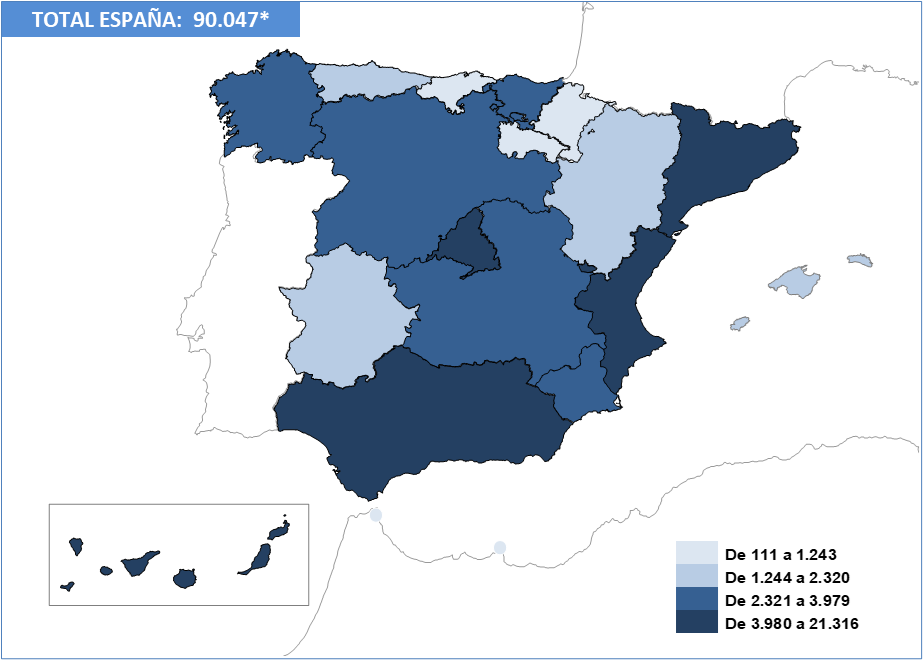 TOTAL ESPAÑA: 90.047*
De 111 a 1.243
De 1.244 a 2.320
De 2.321 a 3.979
De 3.980 a 21.316